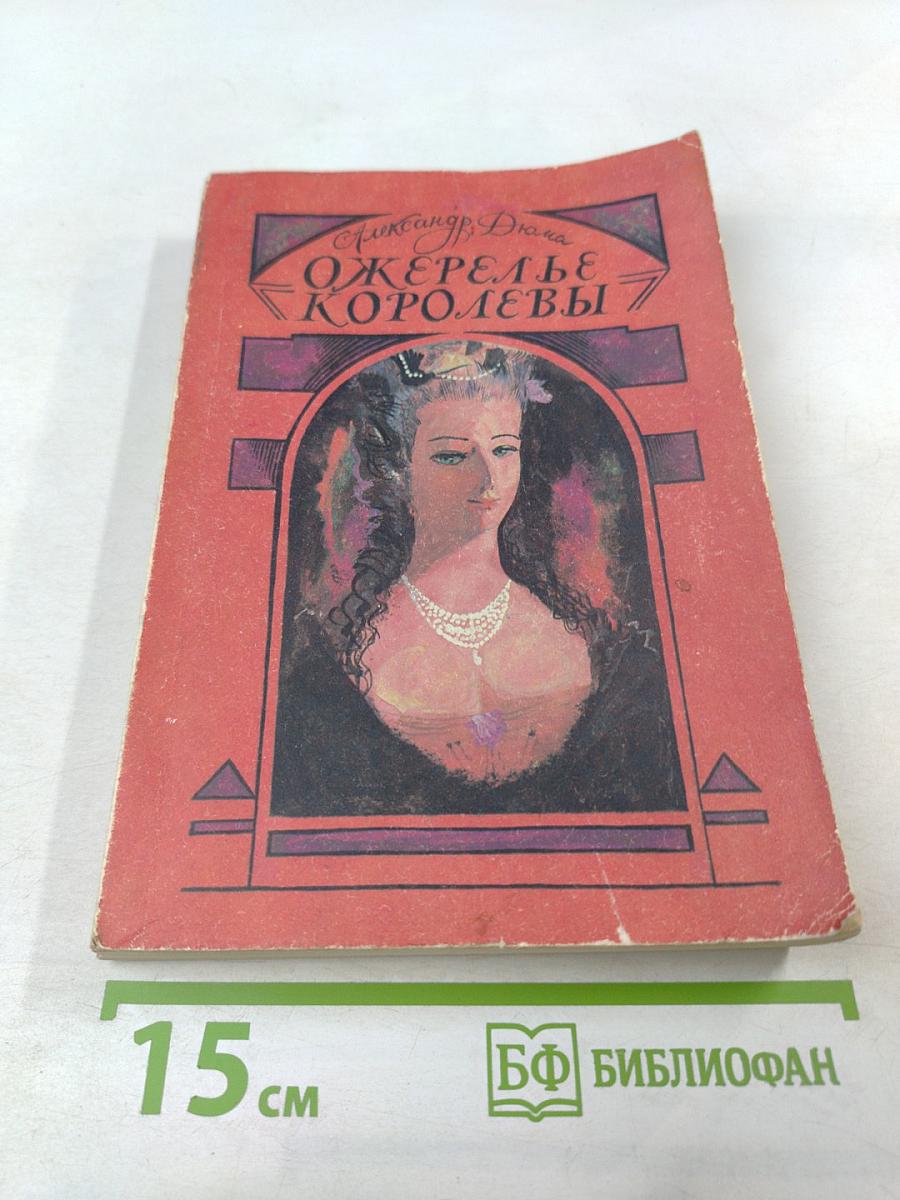 Александр Дюма
ОЖЕРЕЛЬЕ
КОРОЛЕВЫ
15 см
БФ БИБЛИОФАН